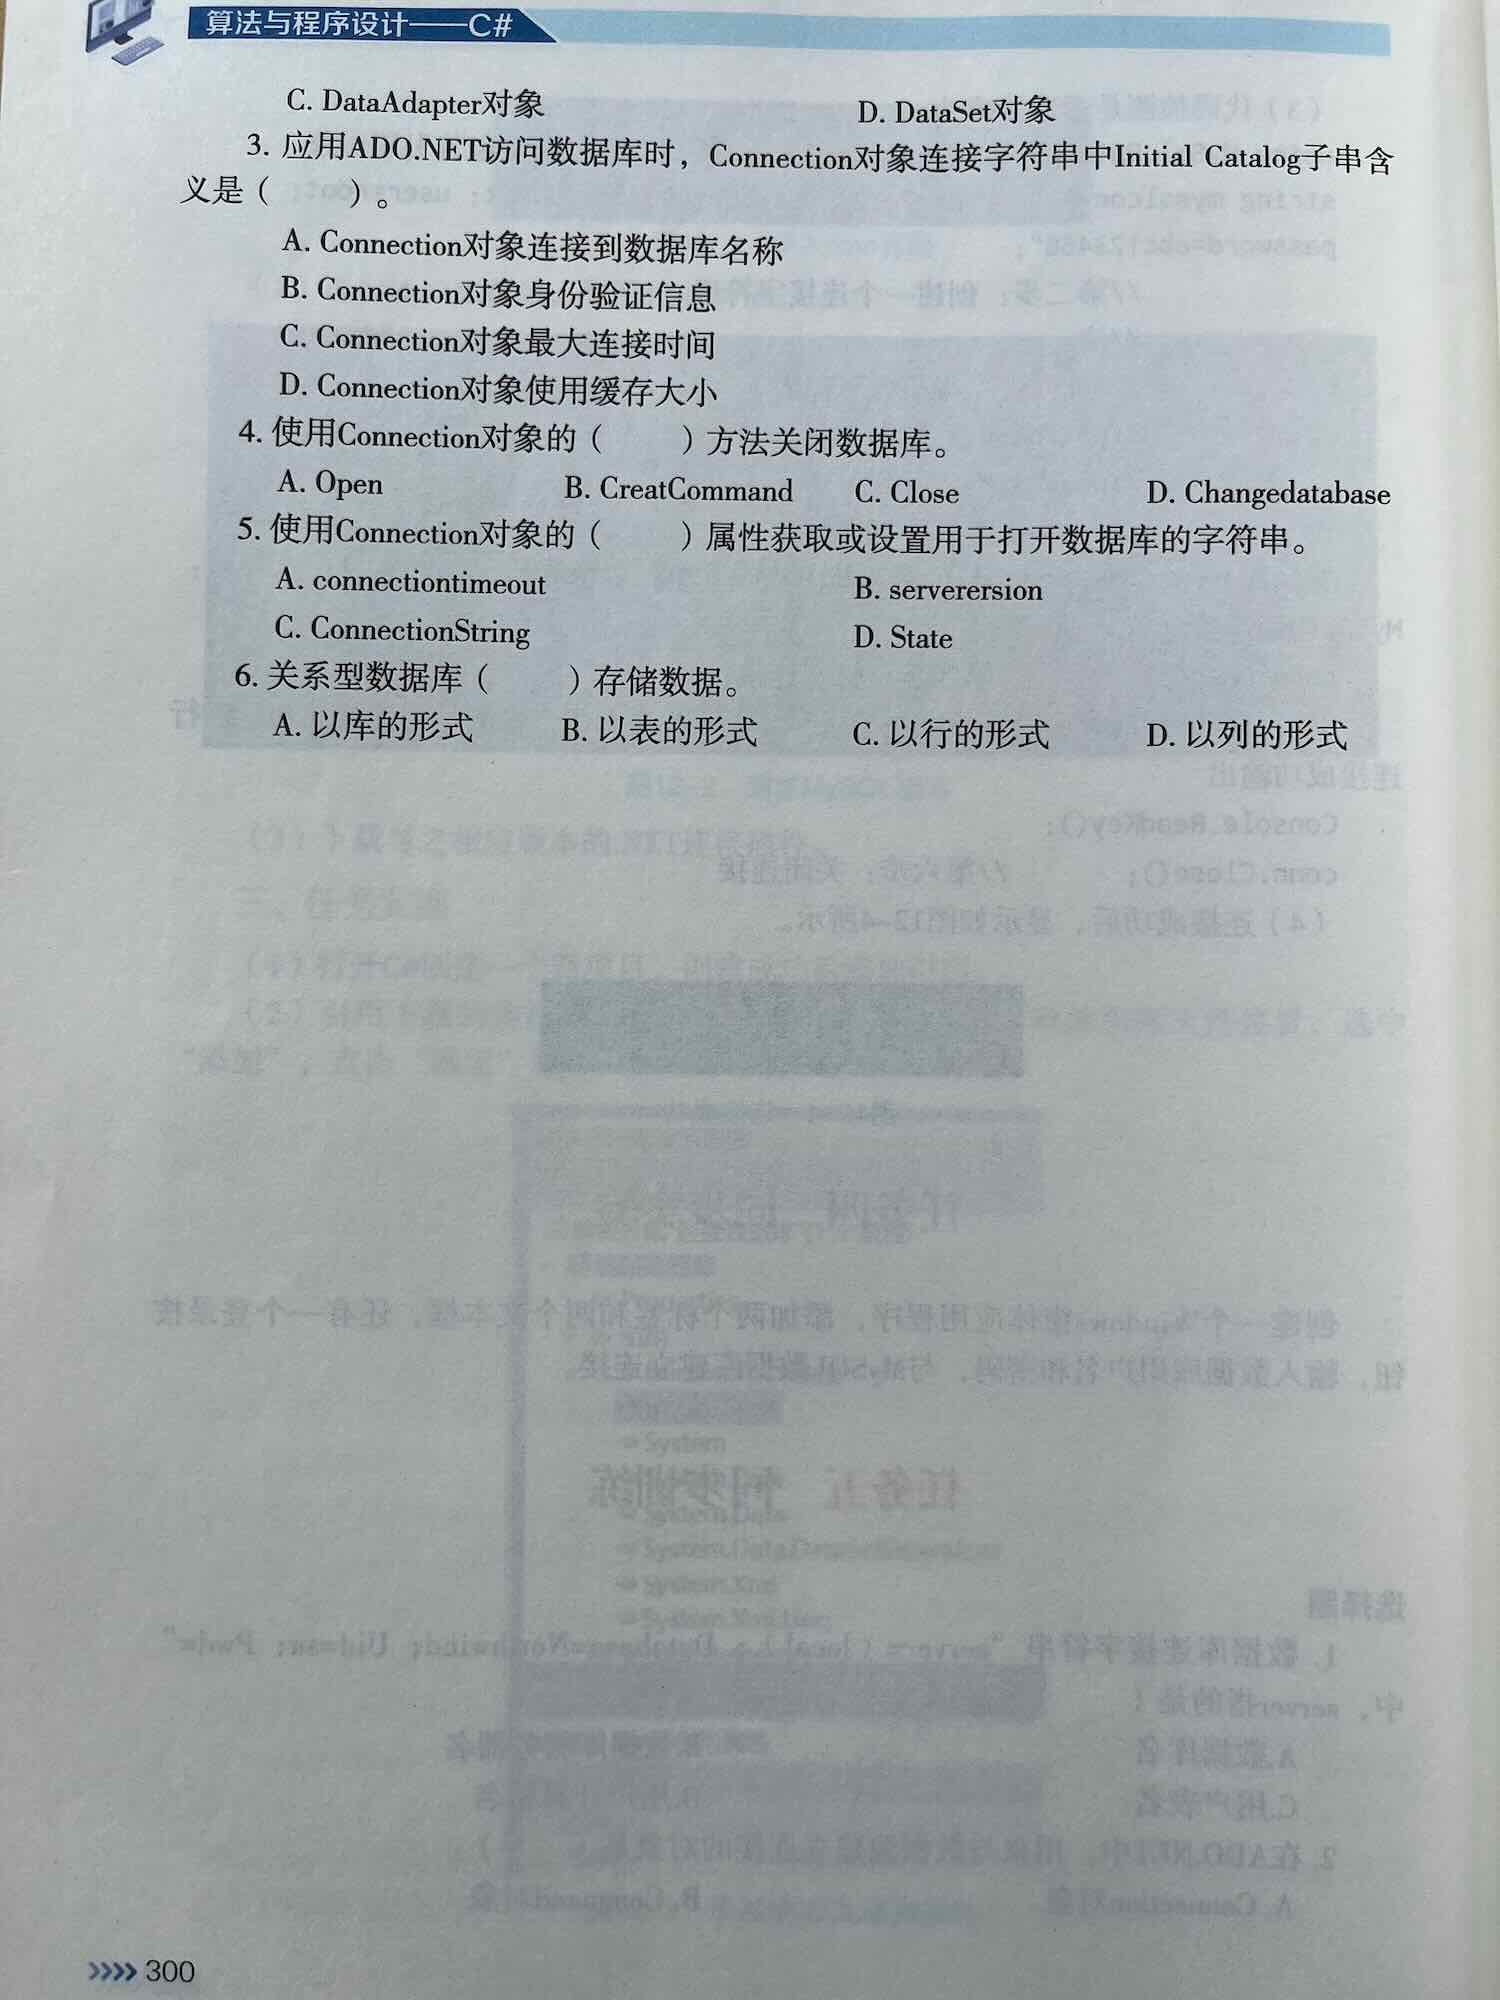 算法与程序设计——C#
C. DataAdapter对象 D. DataSet对象
3. 应用ADO.NET访问数据库时，Connection对象连接字符串中Initial Catalog子串含
义是（ ）。
A. Connection对象连接到数据库名称
B. Connection对象身份验证信息
C. Connection对象最大连接时间
D. Connection对象使用缓存大小
4. 使用Connection对象的（ ）方法关闭数据库。
A. Open B. CreatCommand C. Close D. Changedatabase
5. 使用Connection对象的（ ）属性获取或设置用于打开数据库的字符串。
A. connectiontimeout B. serverersion
C. ConnectionString D. State
6. 关系型数据库（ ）存储数据。
A. 以库的形式 B. 以表的形式 C. 以行的形式 D. 以列的形式
300